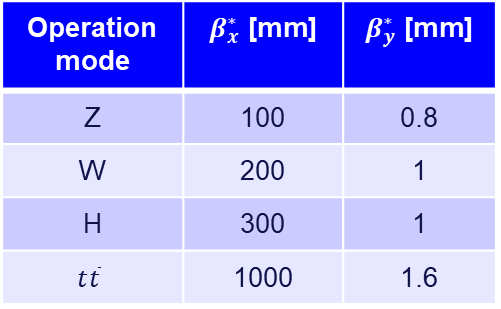 Operation mode β*x [mm] β*y [mm]
Z 100 0.8
W 200 1
H 300 1
tt̄ 1000 1.6